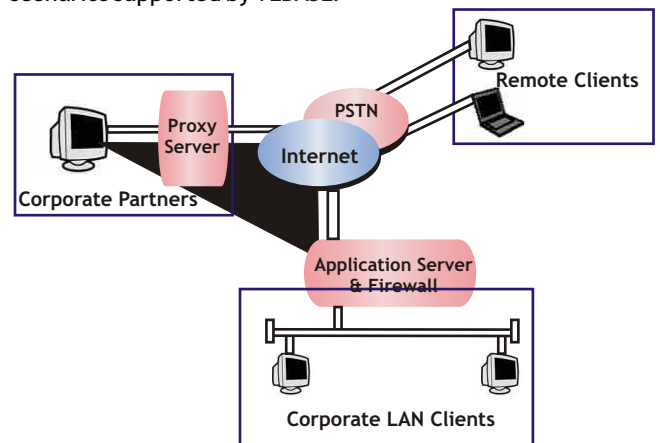 Remote Clients
PSTN
Proxy
Server
Internet
Corporate Partners
Application Server
& Firewall
Corporate LAN Clients